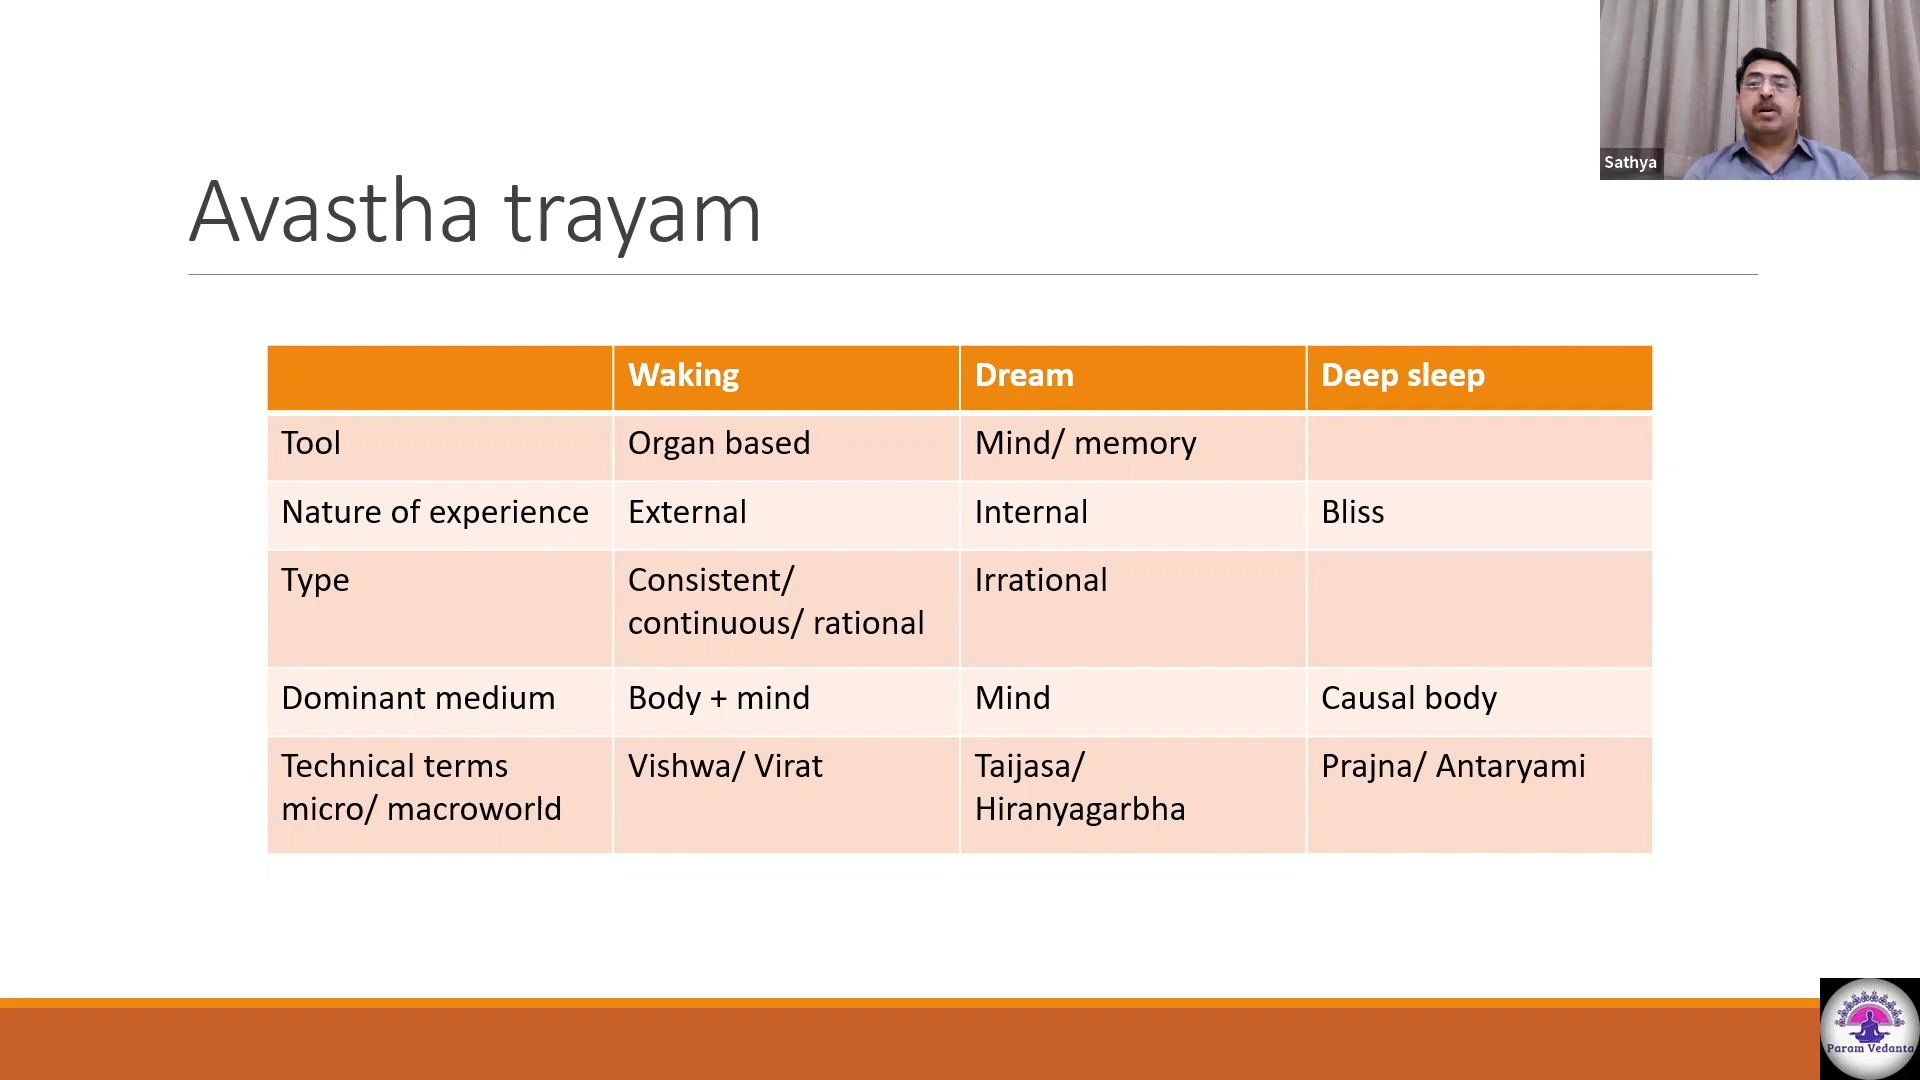 Sathya
Avastha trayam
Waking Dream Deep sleep
Tool Organ based Mind/ memory
Nature of experience External Internal Bliss
Type Consistent/ Irrational
continuous/ rational
Dominant medium Body + mind Mind Causal body
Technical terms Vishwa/ Virat Taijasa/ Prajna/ Antaryami
micro/ macroworld Hiranyagarbha
Param Vedanta